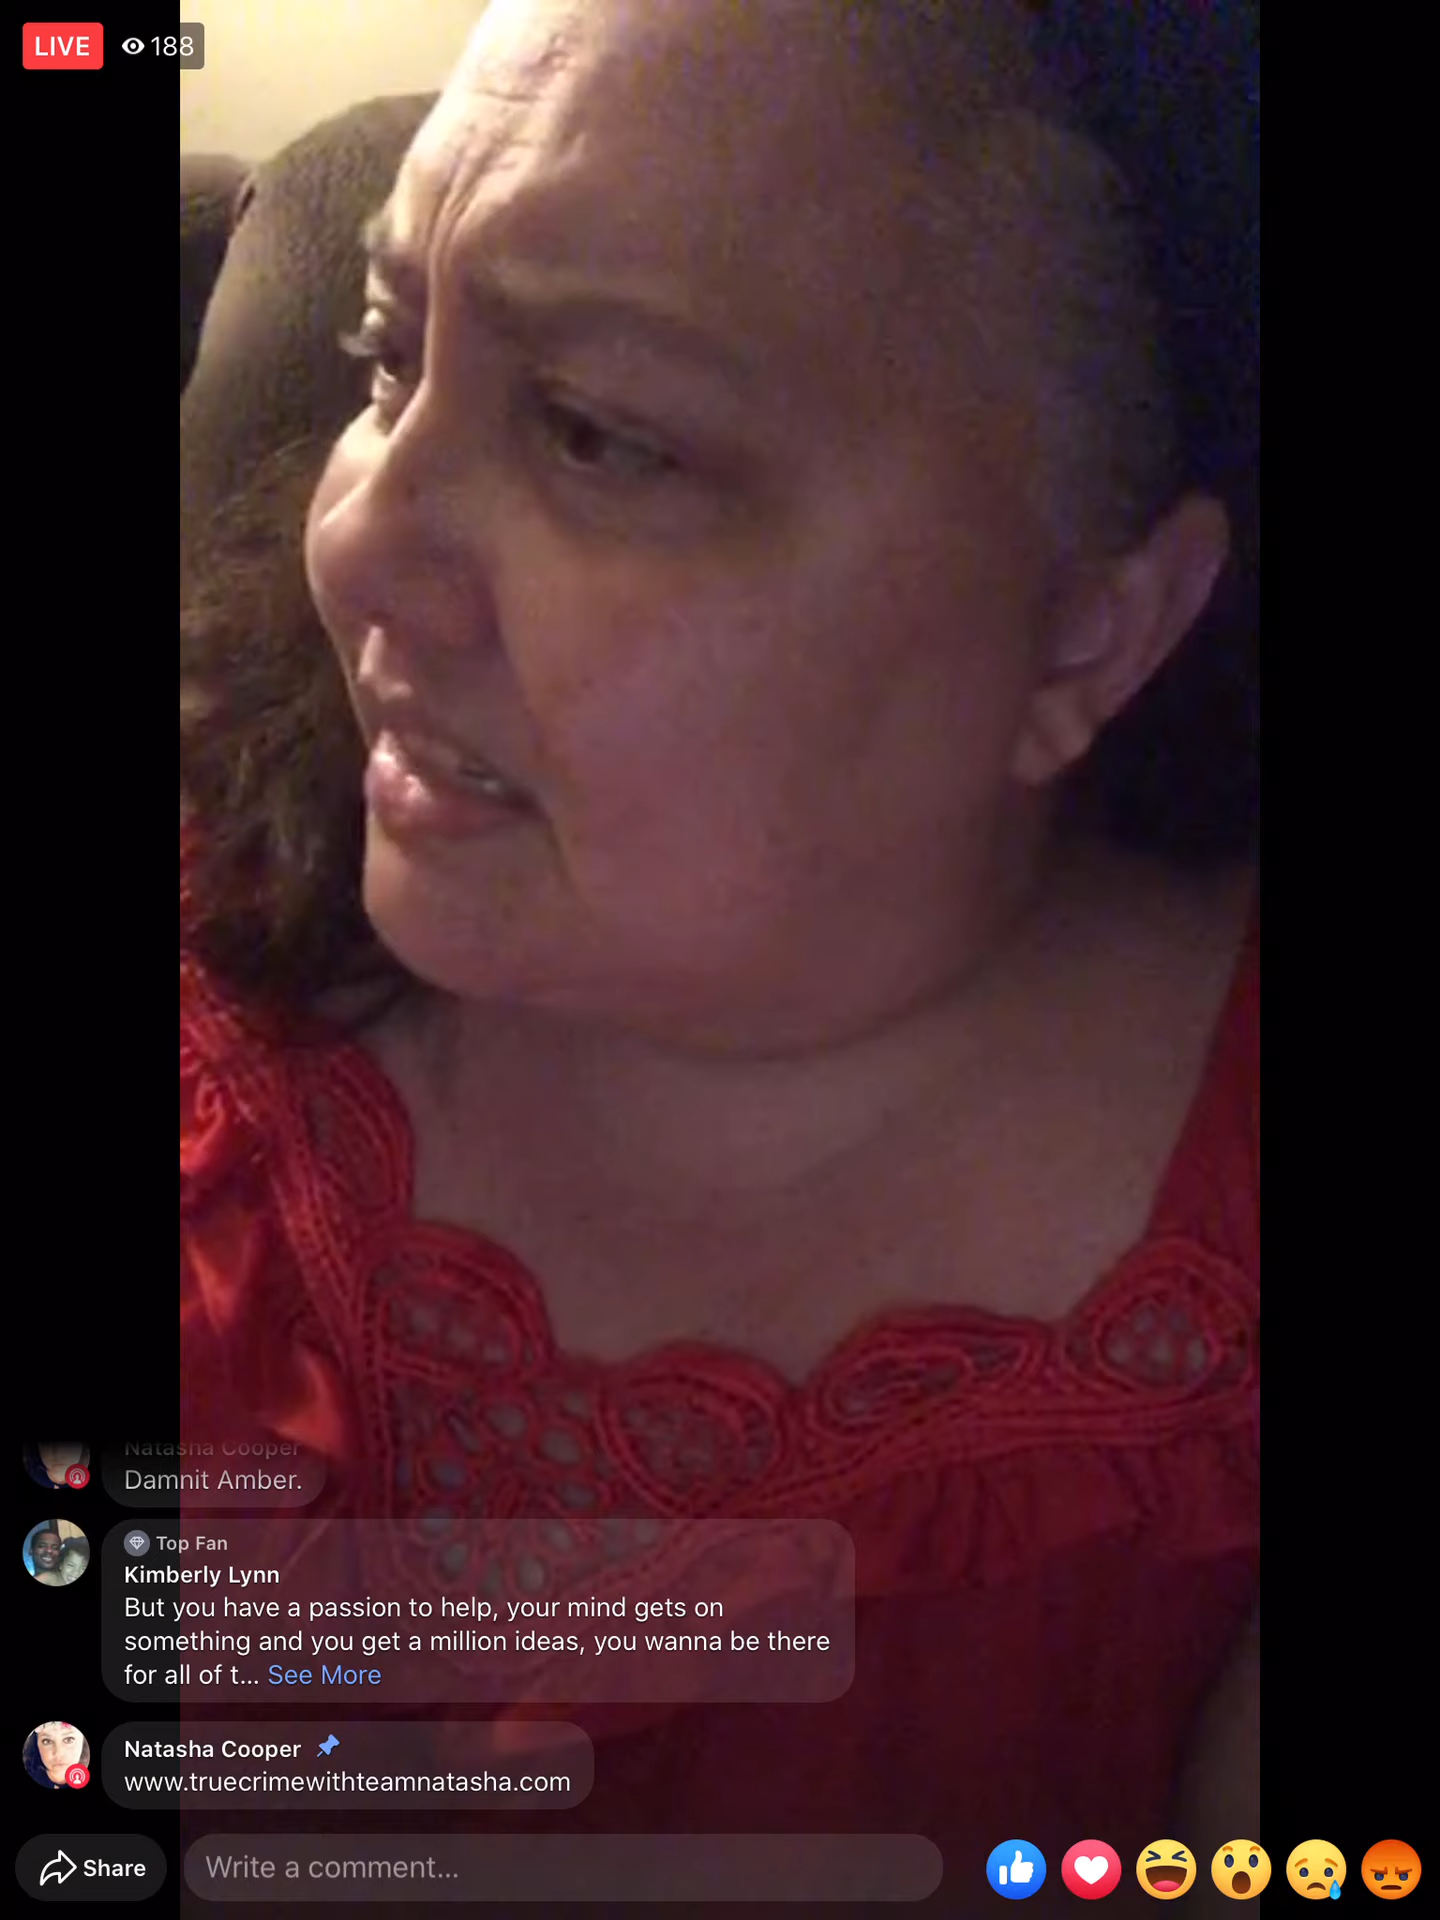 LIVE 188
Natasha Cooper
Damnit Amber.
Top Fan
Kimberly Lynn
But you have a passion to help, your mind gets on
something and you get a million ideas, you wanna be there
for all of t... See More
Natasha Cooper
www.truecrimewithteamnatasha.com
Share
Write a comment...